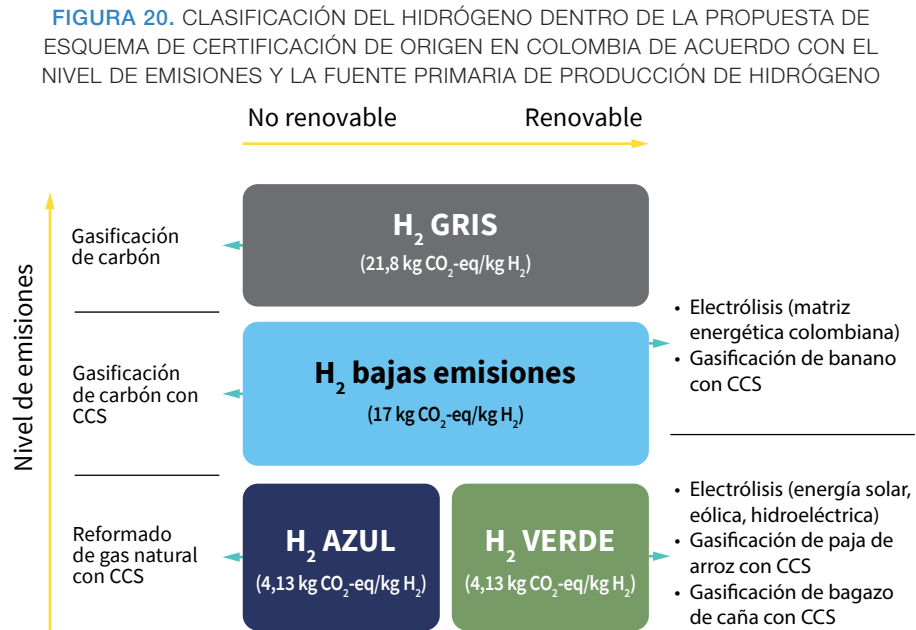 FIGURA 20. CLASIFICACIÓN DEL HIDRÓGENO DENTRO DE LA PROPUESTA DE
ESQUEMA DE CERTIFICACIÓN DE ORIGEN EN COLOMBIA DE ACUERDO CON EL
NIVEL DE EMISIONES Y LA FUENTE PRIMARIA DE PRODUCCIÓN DE HIDRÓGENO
No renovable
Renovable
Nivel de emisiones
Gasificación
de carbón
H₂ GRIS
(21,8 kg CO₂-eq/kg H₂)
Gasificación
de carbón con
CCS
H₂ bajas emisiones
(17 kg CO₂-eq/kg H₂)
• Electrólisis (matriz
energética colombiana)
• Gasificación de banano
con CCS
Reformado
de gas natural
con CCS
H₂ AZUL
(4,13 kg CO₂-eq/kg H₂)
H₂ VERDE
(4,13 kg CO₂-eq/kg H₂)
• Electrólisis (energía solar,
eólica, hidroeléctrica)
• Gasificación de paja de
arroz con CCS
• Gasificación de bagazo
de caña con CCS